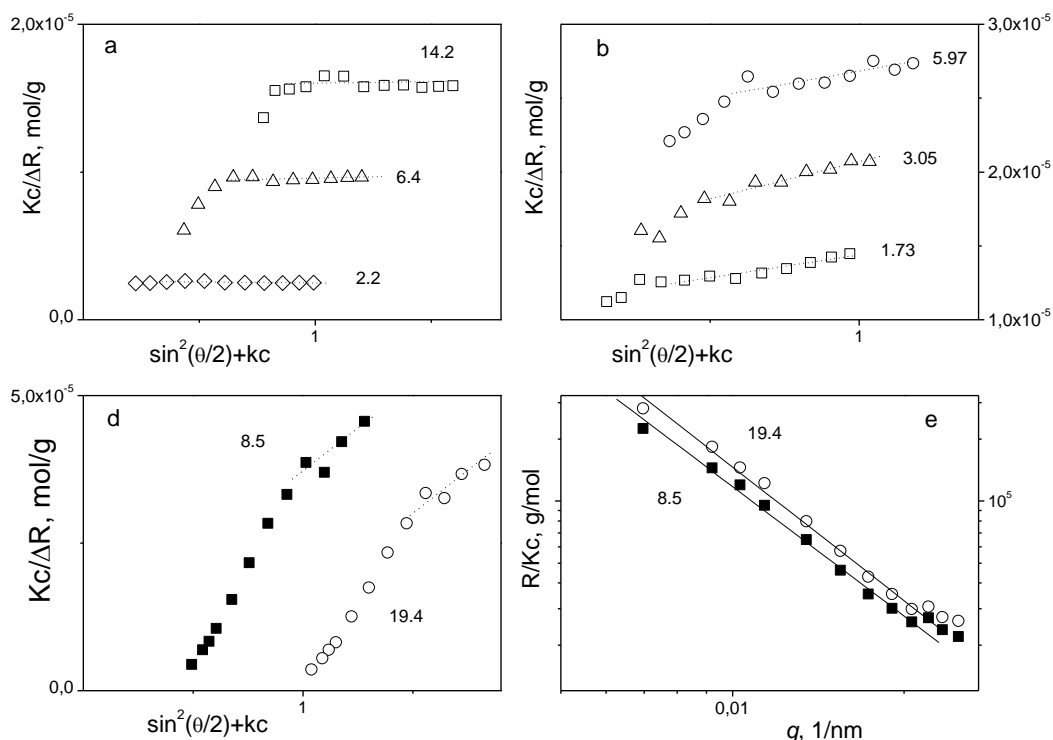 2,0x10⁻⁵
a
14.2
Kc/ΔR, mol/g
6.4
2.2
0,0
1
sin²(θ/2)+kc
3,0x10⁻⁵
b
5.97
Kc/ΔR, mol/g
2,0x10⁻⁵
3.05
1.73
1,0x10⁻⁵
1
sin²(θ/2)+kc
5,0x10⁻⁵
d
8.5
Kc/ΔR, mol/g
19.4
0,0
1
sin²(θ/2)+kc
e
19.4
R/Kc, g/mol
10⁵
8.5
0,01
q, 1/nm